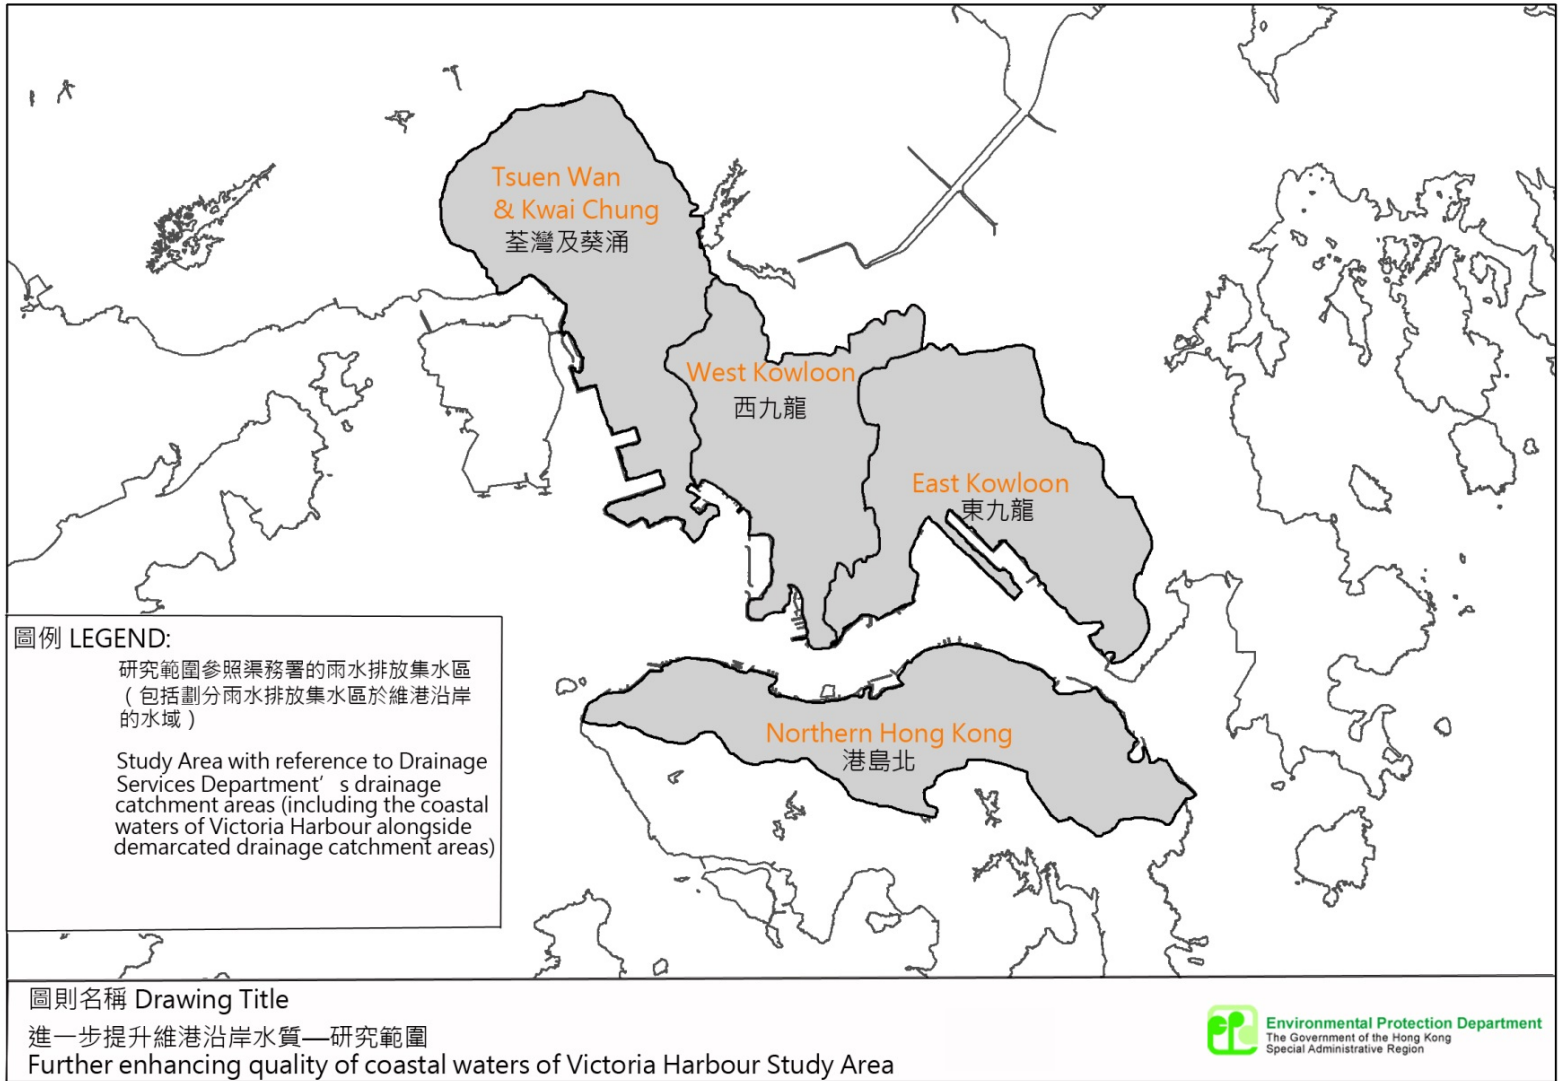 Tsuen Wan
& Kwai Chung
荃灣及葵涌
West Kowloon
西九龍
East Kowloon
東九龍
Northern Hong Kong
港島北
圖例 LEGEND:
研究範圍參照渠務署的雨水排放集水區
(包括劃分雨水排放集水區於維港沿岸
的水域)
Study Area with reference to Drainage
Services Department’ s drainage
catchment areas (including the coastal
waters of Victoria Harbour alongside
demarcated drainage catchment areas)
圖則名稱 Drawing Title
進一步提升維港沿岸水質—研究範圍
Further enhancing quality of coastal waters of Victoria Harbour Study Area
Environmental Protection Department
The Government of the Hong Kong
Special Administrative Region